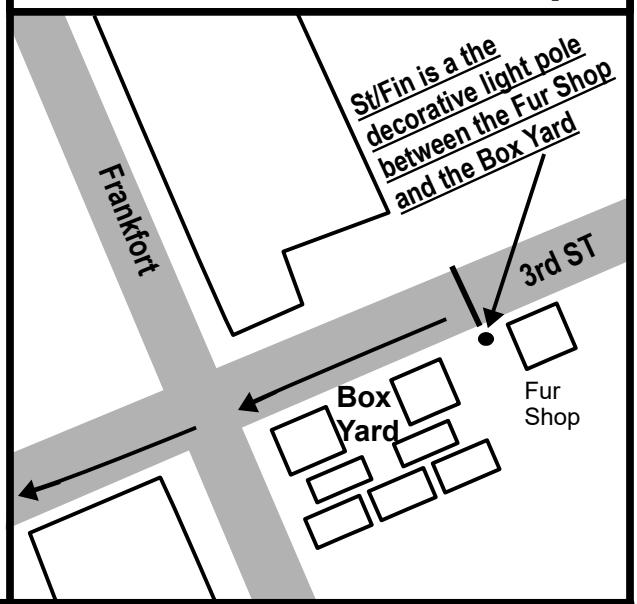 St/Fin is a the
decorative light pole
between the Fur Shop
and the Box Yard
Frankfort
3rd ST
Box
Yard
Fur
Shop